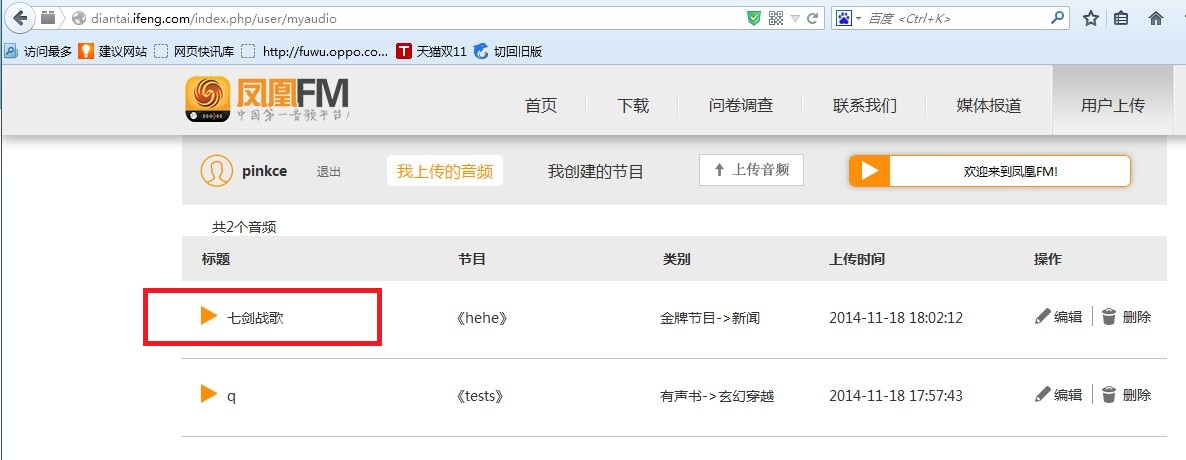 diantai.ifeng.com/index.php/user/myaudio
百度 <Ctrl+K>
访问最多 建议网站 网页快讯库 http://fuwu.oppo.co... 天猫双11 切回旧版
凤凰FM
中国第一音频平台
首页 下载 问卷调查 联系我们 媒体报道 用户上传
pinkce 退出 我上传的音频 我创建的节目 上传音频 欢迎来到凤凰FM!
共2个音频
标题 节目 类别 上传时间 操作
七剑战歌 《hehe》 金牌节目->新闻 2014-11-18 18:02:12 编辑 删除
q 《tests》 有声书->玄幻穿越 2014-11-18 17:57:43 编辑 删除